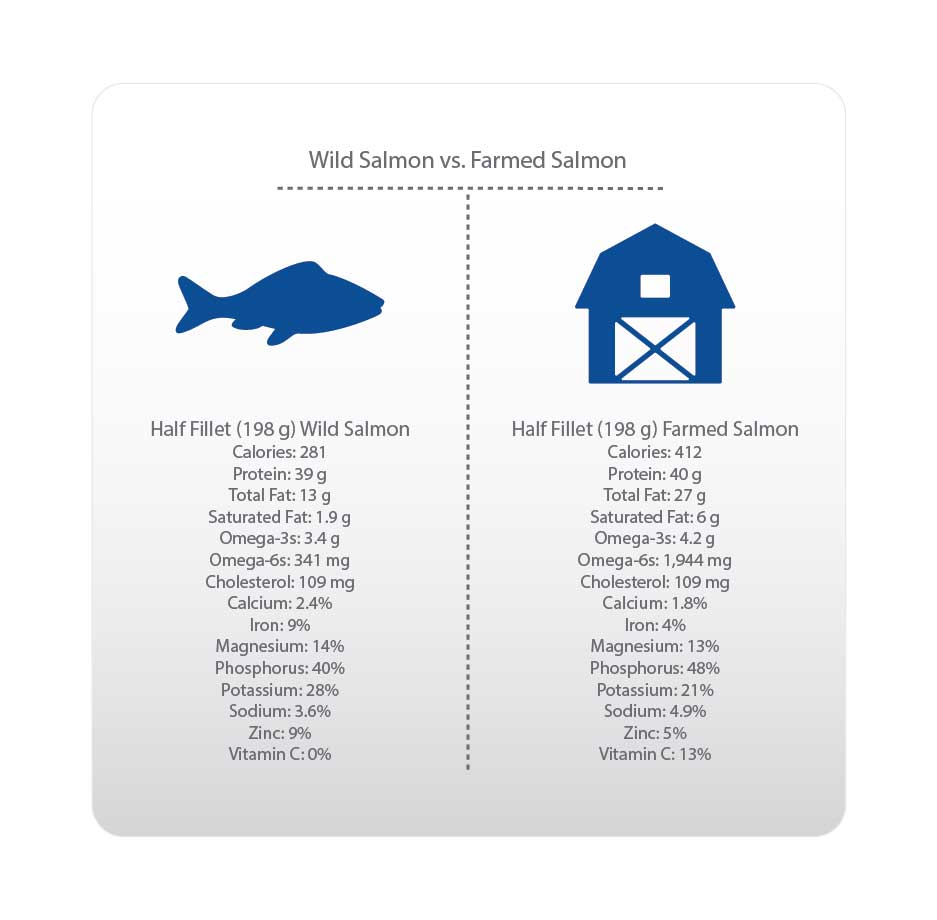 Wild Salmon vs. Farmed Salmon
Half Fillet (198 g) Wild Salmon
Calories: 281
Protein: 39 g
Total Fat: 13 g
Saturated Fat: 1.9 g
Omega-3s: 3.4 g
Omega-6s: 341 mg
Cholesterol: 109 mg
Calcium: 2.4%
Iron: 9%
Magnesium: 14%
Phosphorus: 40%
Potassium: 28%
Sodium: 3.6%
Zinc: 9%
Vitamin C: 0%
Half Fillet (198 g) Farmed Salmon
Calories: 412
Protein: 40 g
Total Fat: 27 g
Saturated Fat: 6 g
Omega-3s: 4.2 g
Omega-6s: 1,944 mg
Cholesterol: 109 mg
Calcium: 1.8%
Iron: 4%
Magnesium: 13%
Phosphorus: 48%
Potassium: 21%
Sodium: 4.9%
Zinc: 5%
Vitamin C: 13%